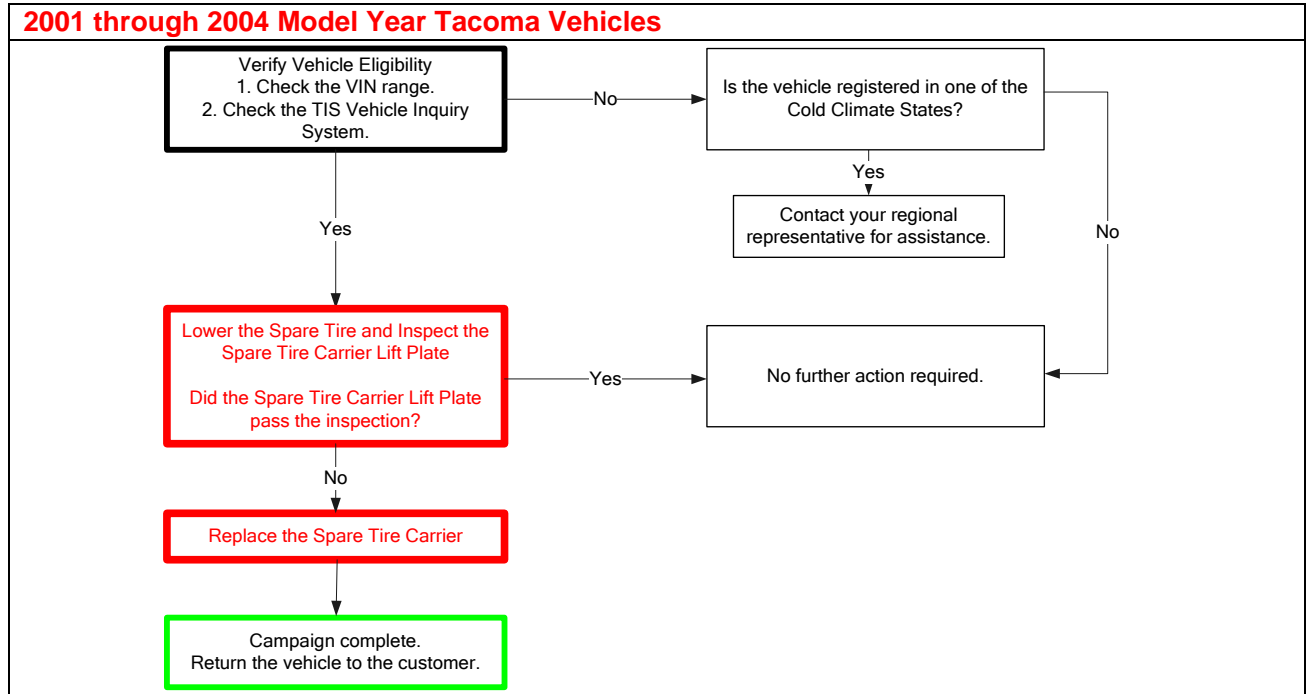 2001 through 2004 Model Year Tacoma Vehicles
Verify Vehicle Eligibility
1. Check the VIN range.
2. Check the TIS Vehicle Inquiry
System.
No
Is the vehicle registered in one of the
Cold Climate States?
Yes
Contact your regional
representative for assistance.
No
Yes
Lower the Spare Tire and Inspect the
Spare Tire Carrier Lift Plate
Did the Spare Tire Carrier Lift Plate
pass the inspection?
Yes
No further action required.
No
Replace the Spare Tire Carrier
Campaign complete.
Return the vehicle to the customer.